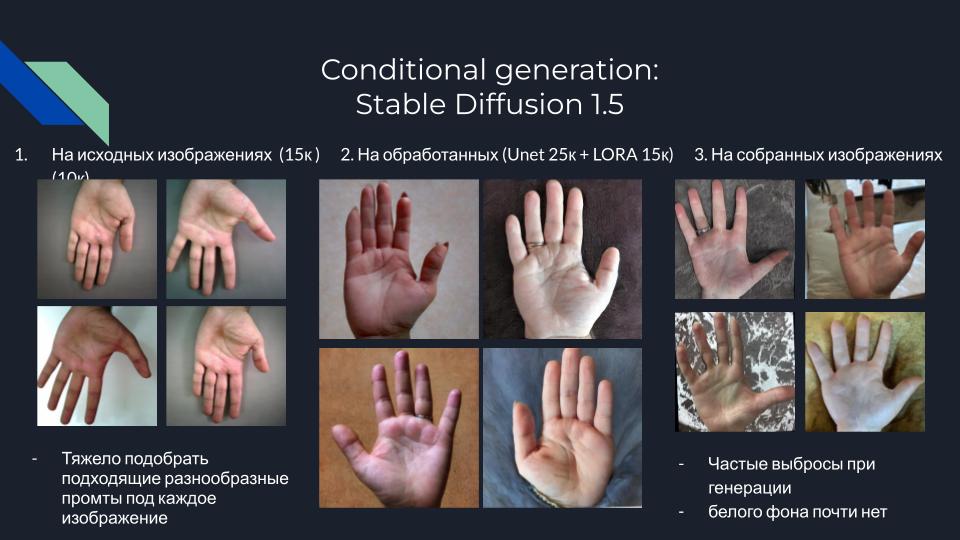 Conditional generation:
Stable Diffusion 1.5
1. На исходных изображениях (15к )
(10к)
2. На обработанных (Unet 25к + LORA 15к)
3. На собранных изображениях
- Тяжело подобрать
подходящие разнообразные
промты под каждое
изображение
- Частые выбросы при
генерации
- белого фона почти нет